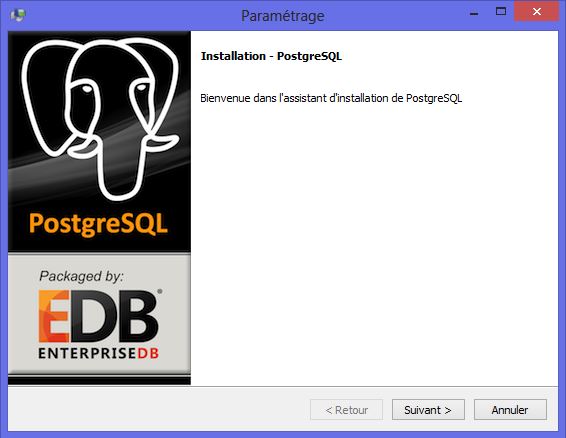 Paramétrage
Installation - PostgreSQL
Bienvenue dans l'assistant d'installation de PostgreSQL
PostgreSQL
Packaged by:
EDB®
ENTERPRISEDB
< Retour
Suivant >
Annuler